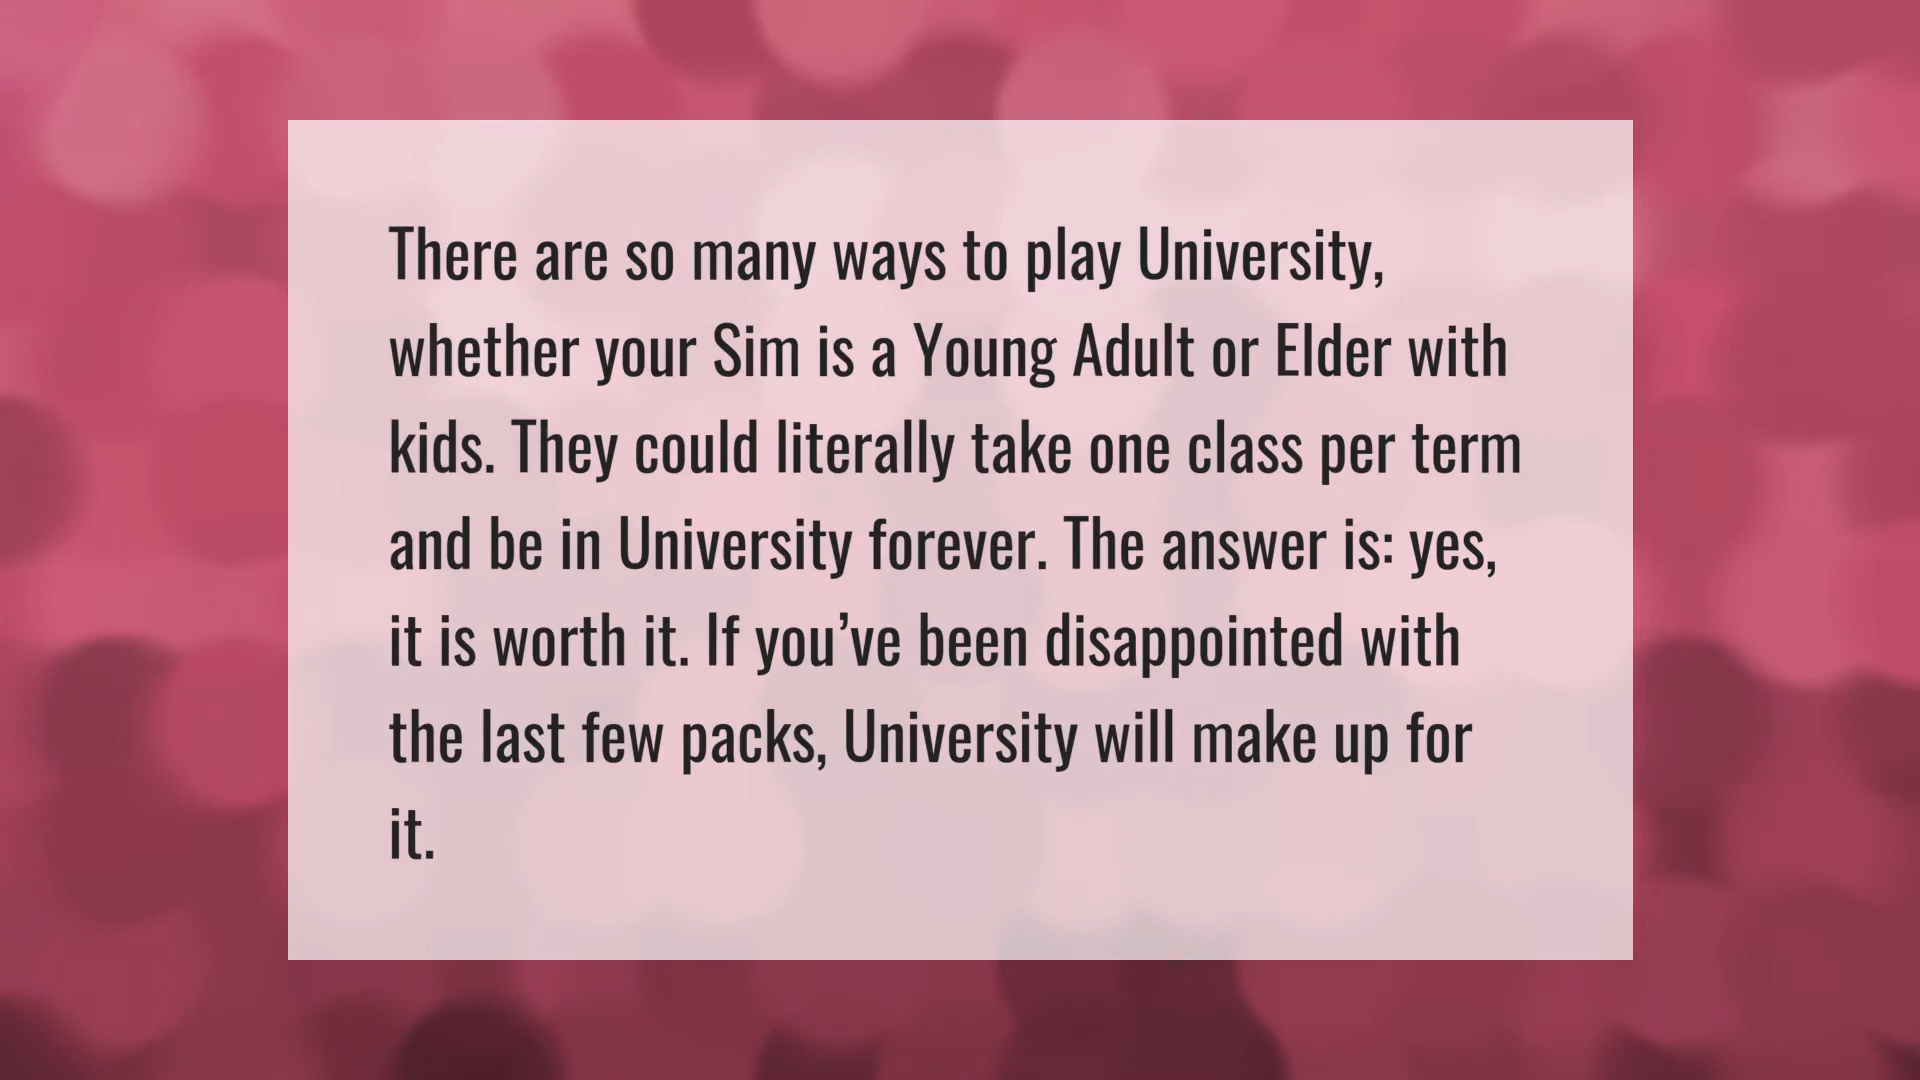 There are so many ways to play University,
whether your Sim is a Young Adult or Elder with
kids. They could literally take one class per term
and be in University forever. The answer is: yes,
it is worth it. If you’ve been disappointed with
the last few packs, University will make up for
it.